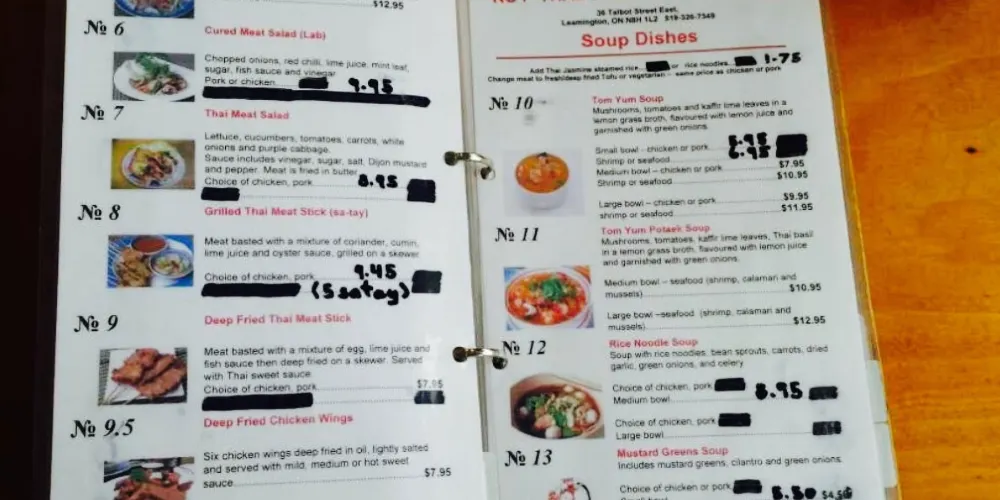 $12.95
№ 6
Cured Meat Salad (Lab)
Chopped onions, red chilli, lime juice, mint leaf,
sugar, fish sauce and vinegar
Pork or chicken 9.95
№ 7
Thai Meat Salad
Lettuce, cucumbers, tomatoes, carrots, white
onions and purple cabbage.
Sauce includes vinegar, sugar, salt, Dijon mustard
and pepper. Meat is fried in butter
Choice of chicken, pork 8.95
№ 8
Grilled Thai Meat Stick (sa-tay)
Meat basted with a mixture of coriander, cumin,
lime juice and oyster sauce, grilled on a skewer
Choice of chicken, pork 9.45
(5 satay)
№ 9
Deep Fried Thai Meat Stick
Meat basted with a mixture of egg, lime juice and
fish sauce then deep fried on a skewer. Served
with Thai sweet sauce
Choice of chicken, pork $7.95
№ 9.5
Deep Fried Chicken Wings
Six chicken wings deep fried in oil, lightly salted
and served with mild, medium or hot sweet
sauce $7.95
36 Talbot Street East,
Leamington, ON N8H 1L2 519-326-7349
Soup Dishes
Add Thai Jasmine steamed rice or rice noodles 1.75
Change meat to fresh/deep fried Tofu or vegetarian - same price as chicken or pork
№ 10
Tom Yum Soup
Mushrooms, tomatoes and kaffir lime leaves in a
lemon grass broth, flavoured with lemon juice and
garnished with green onions.
Small bowl - chicken or pork 5.95
Shrimp or seafood 6.95
Medium bowl - chicken or pork $7.95
Shrimp or seafood $10.95
Large bowl - chicken or pork $9.95
shrimp or seafood $11.95
№ 11
Tom Yum Potaek Soup
Mushrooms, tomatoes, kaffir lime leaves, Thai basil
in a lemon grass broth, flavoured with lemon juice
and garnished with green onions.
Medium bowl - seafood (shrimp, calamari and
mussels) $10.95
Large bowl -seafood (shrimp, calamari and
mussels) $12.95
№ 12
Rice Noodle Soup
Soup with rice noodles, bean sprouts, carrots, dried
garlic, green onions, and celery
Choice of chicken, pork
Medium bowl 8.95
Choice of chicken, pork
Large bowl
№ 13
Mustard Greens Soup
Includes mustard greens, cilantro and green onions
Choice of chicken or pork 5.50